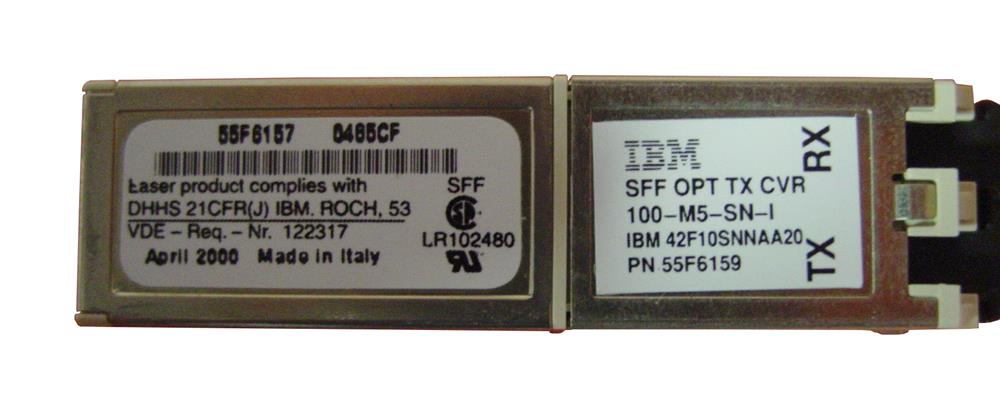 55F6157 0485CF
Laser product complies with
DHHS 21CFR(J) IBM. ROCH, 53
VDE-Req.-Nr. 122317
April 2000 Made in Italy
SFF
LR102480
IBM
SFF OPT TX CVR
100-M5-SN-I
IBM 42F10SNNAA20
PN 55F6159
TX RX